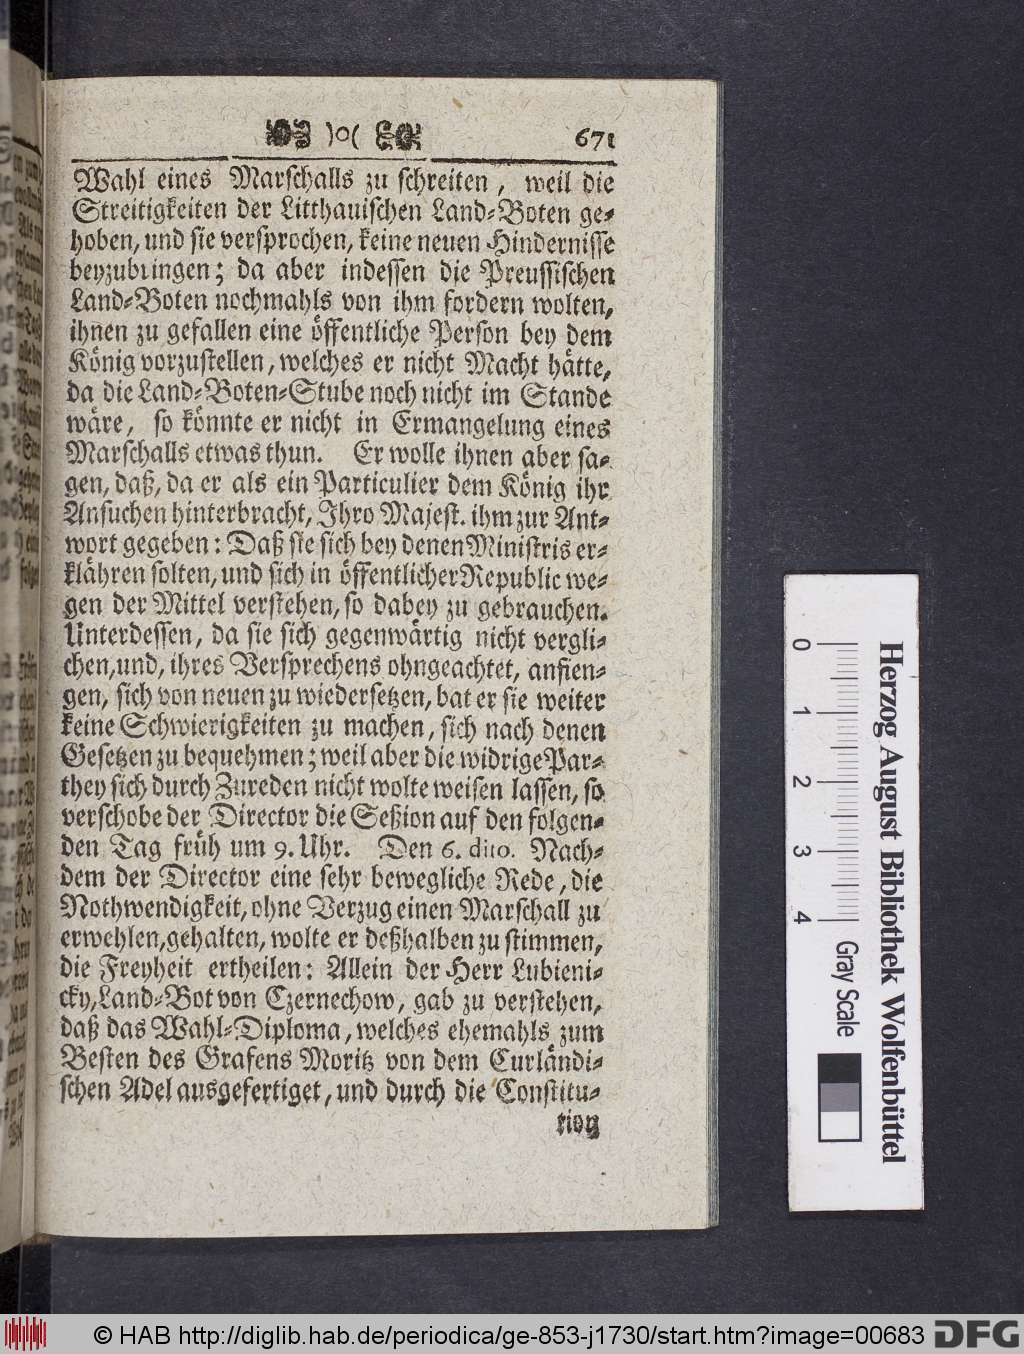 )o( 671
Wahl eines Marschalls zu schreiten, weil die
Streitigkeiten der Litthauischen Land-Boten ge-
hoben, und sie versprochen, keine neuen Hindernisse
beyzubringen; da aber indessen die Preussischen
Land-Boten nochmahls von ihm fordern wolten,
ihnen zu gefallen eine öffentliche Person bey dem
König vorzustellen, welches er nicht Macht hätte,
da die Land-Boten-Stube noch nicht im Stande
wäre, so könnte er nicht in Ermangelung eines
Marschalls etwas thun. Er wolle ihnen aber sa-
gen, daß, da er als ein Particulier dem König ihr
Ansuchen hinterbracht, Ihro Majest. ihm zur Ant-
wort gegeben: Daß sie sich bey denen Ministris er-
klähren solten, und sich in öffentlicher Republic we-
gen der Mittel verstehen, so dabey zu gebrauchen.
Unterdessen, da sie sich gegenwärtig nicht vergli-
chen, und, ihres Versprechens ohngeachtet, anfien-
gen, sich von neuen zu wiedersetzen, bat er sie weiter
keine Schwierigkeiten zu machen, sich nach denen
Gesetzen zu bequehmen; weil aber die widrige Par-
they sich durch Zureden nicht wolte weisen lassen, so
verschobe der Director die Seßion auf den folgen-
den Tag früh um 9. Uhr. Den 6. dito. Nach-
dem der Director eine sehr bewegliche Rede, die
Nothwendigkeit, ohne Verzug einen Marschall zu
erwehlen, gehalten, wolte er deßhalben zu stimmen,
die Freyheit ertheilen: Allein der Herr Lubieni-
cky, Land-Bot von Czernechow, gab zu verstehen,
daß das Wahl-Diploma, welches ehemahls zum
Besten des Grafens Moritz von dem Curländi-
schen Adel ausgefertiget, und durch die Constitu-
tion
0 1 2 3 4
Gray Scale
Herzog August Bibliothek Wolfenbüttel
© HAB http://diglib.hab.de/periodica/ge-853-j1730/start.htm?image=00683 DFG